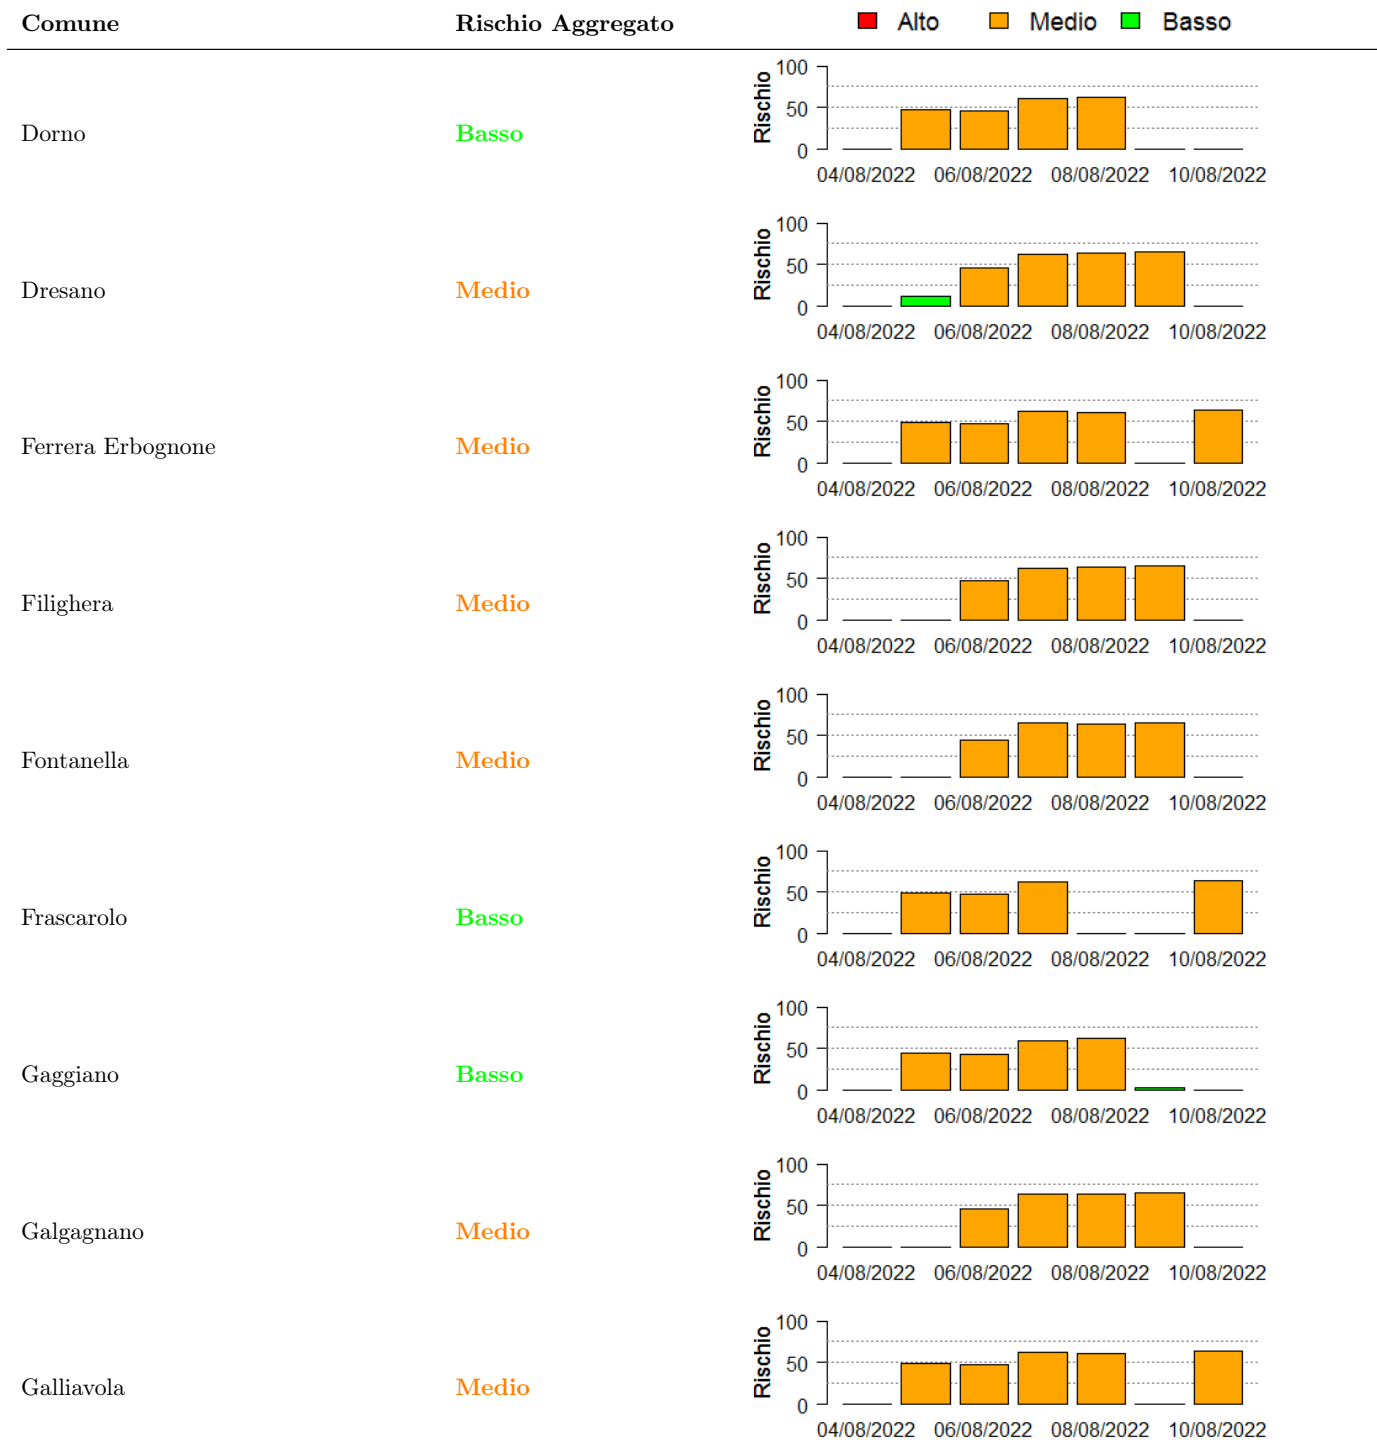 Comune Rischio Aggregato Alto Medio Basso
100
50
0
Rischio
Dorno Basso
04/08/2022 06/08/2022 08/08/2022 10/08/2022
100
50
0
Rischio
Dresano Medio
04/08/2022 06/08/2022 08/08/2022 10/08/2022
100
50
0
Rischio
Ferrera Erbognone Medio
04/08/2022 06/08/2022 08/08/2022 10/08/2022
100
50
0
Rischio
Filighera Medio
04/08/2022 06/08/2022 08/08/2022 10/08/2022
100
50
0
Rischio
Fontanella Medio
04/08/2022 06/08/2022 08/08/2022 10/08/2022
100
50
0
Rischio
Frascarolo Basso
04/08/2022 06/08/2022 08/08/2022 10/08/2022
100
50
0
Rischio
Gaggiano Basso
04/08/2022 06/08/2022 08/08/2022 10/08/2022
100
50
0
Rischio
Galgagnano Medio
04/08/2022 06/08/2022 08/08/2022 10/08/2022
100
50
0
Rischio
Galliavola Medio
04/08/2022 06/08/2022 08/08/2022 10/08/2022